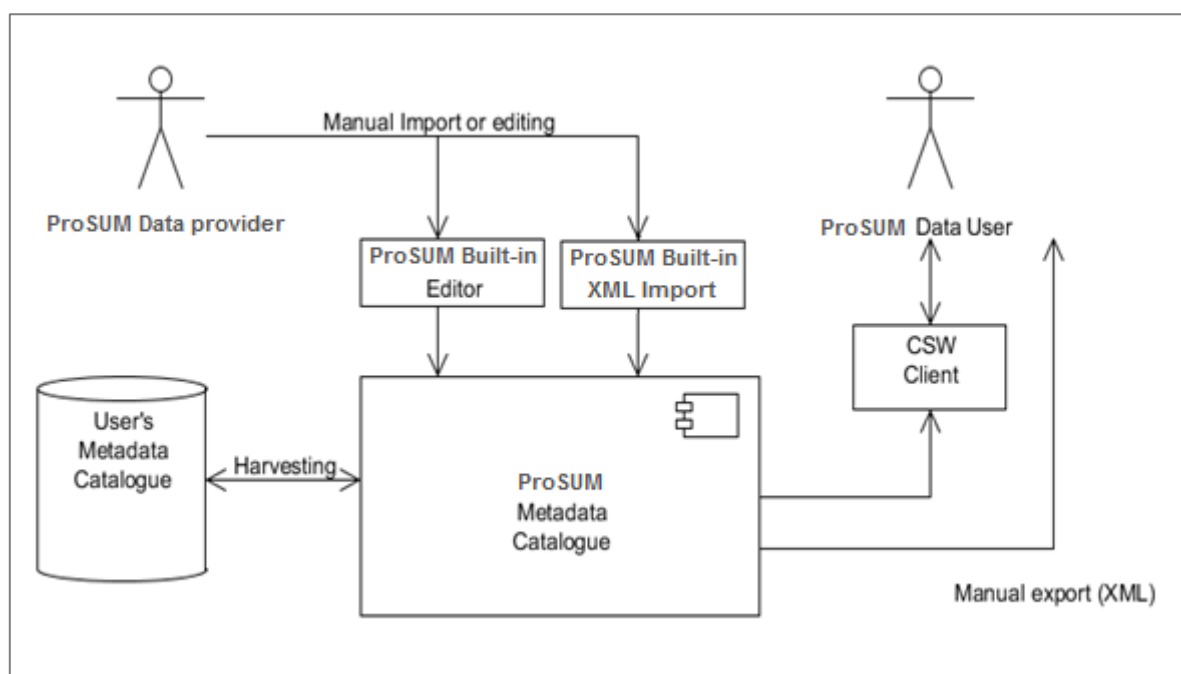 Manual Import or editing
ProSUM Data provider
ProSUM Data User
ProSUM Built-in
Editor
ProSUM Built-in
XML Import
CSW
Client
User's
Metadata
Catalogue
Harvesting
ProSUM
Metadata
Catalogue
Manual export (XML)